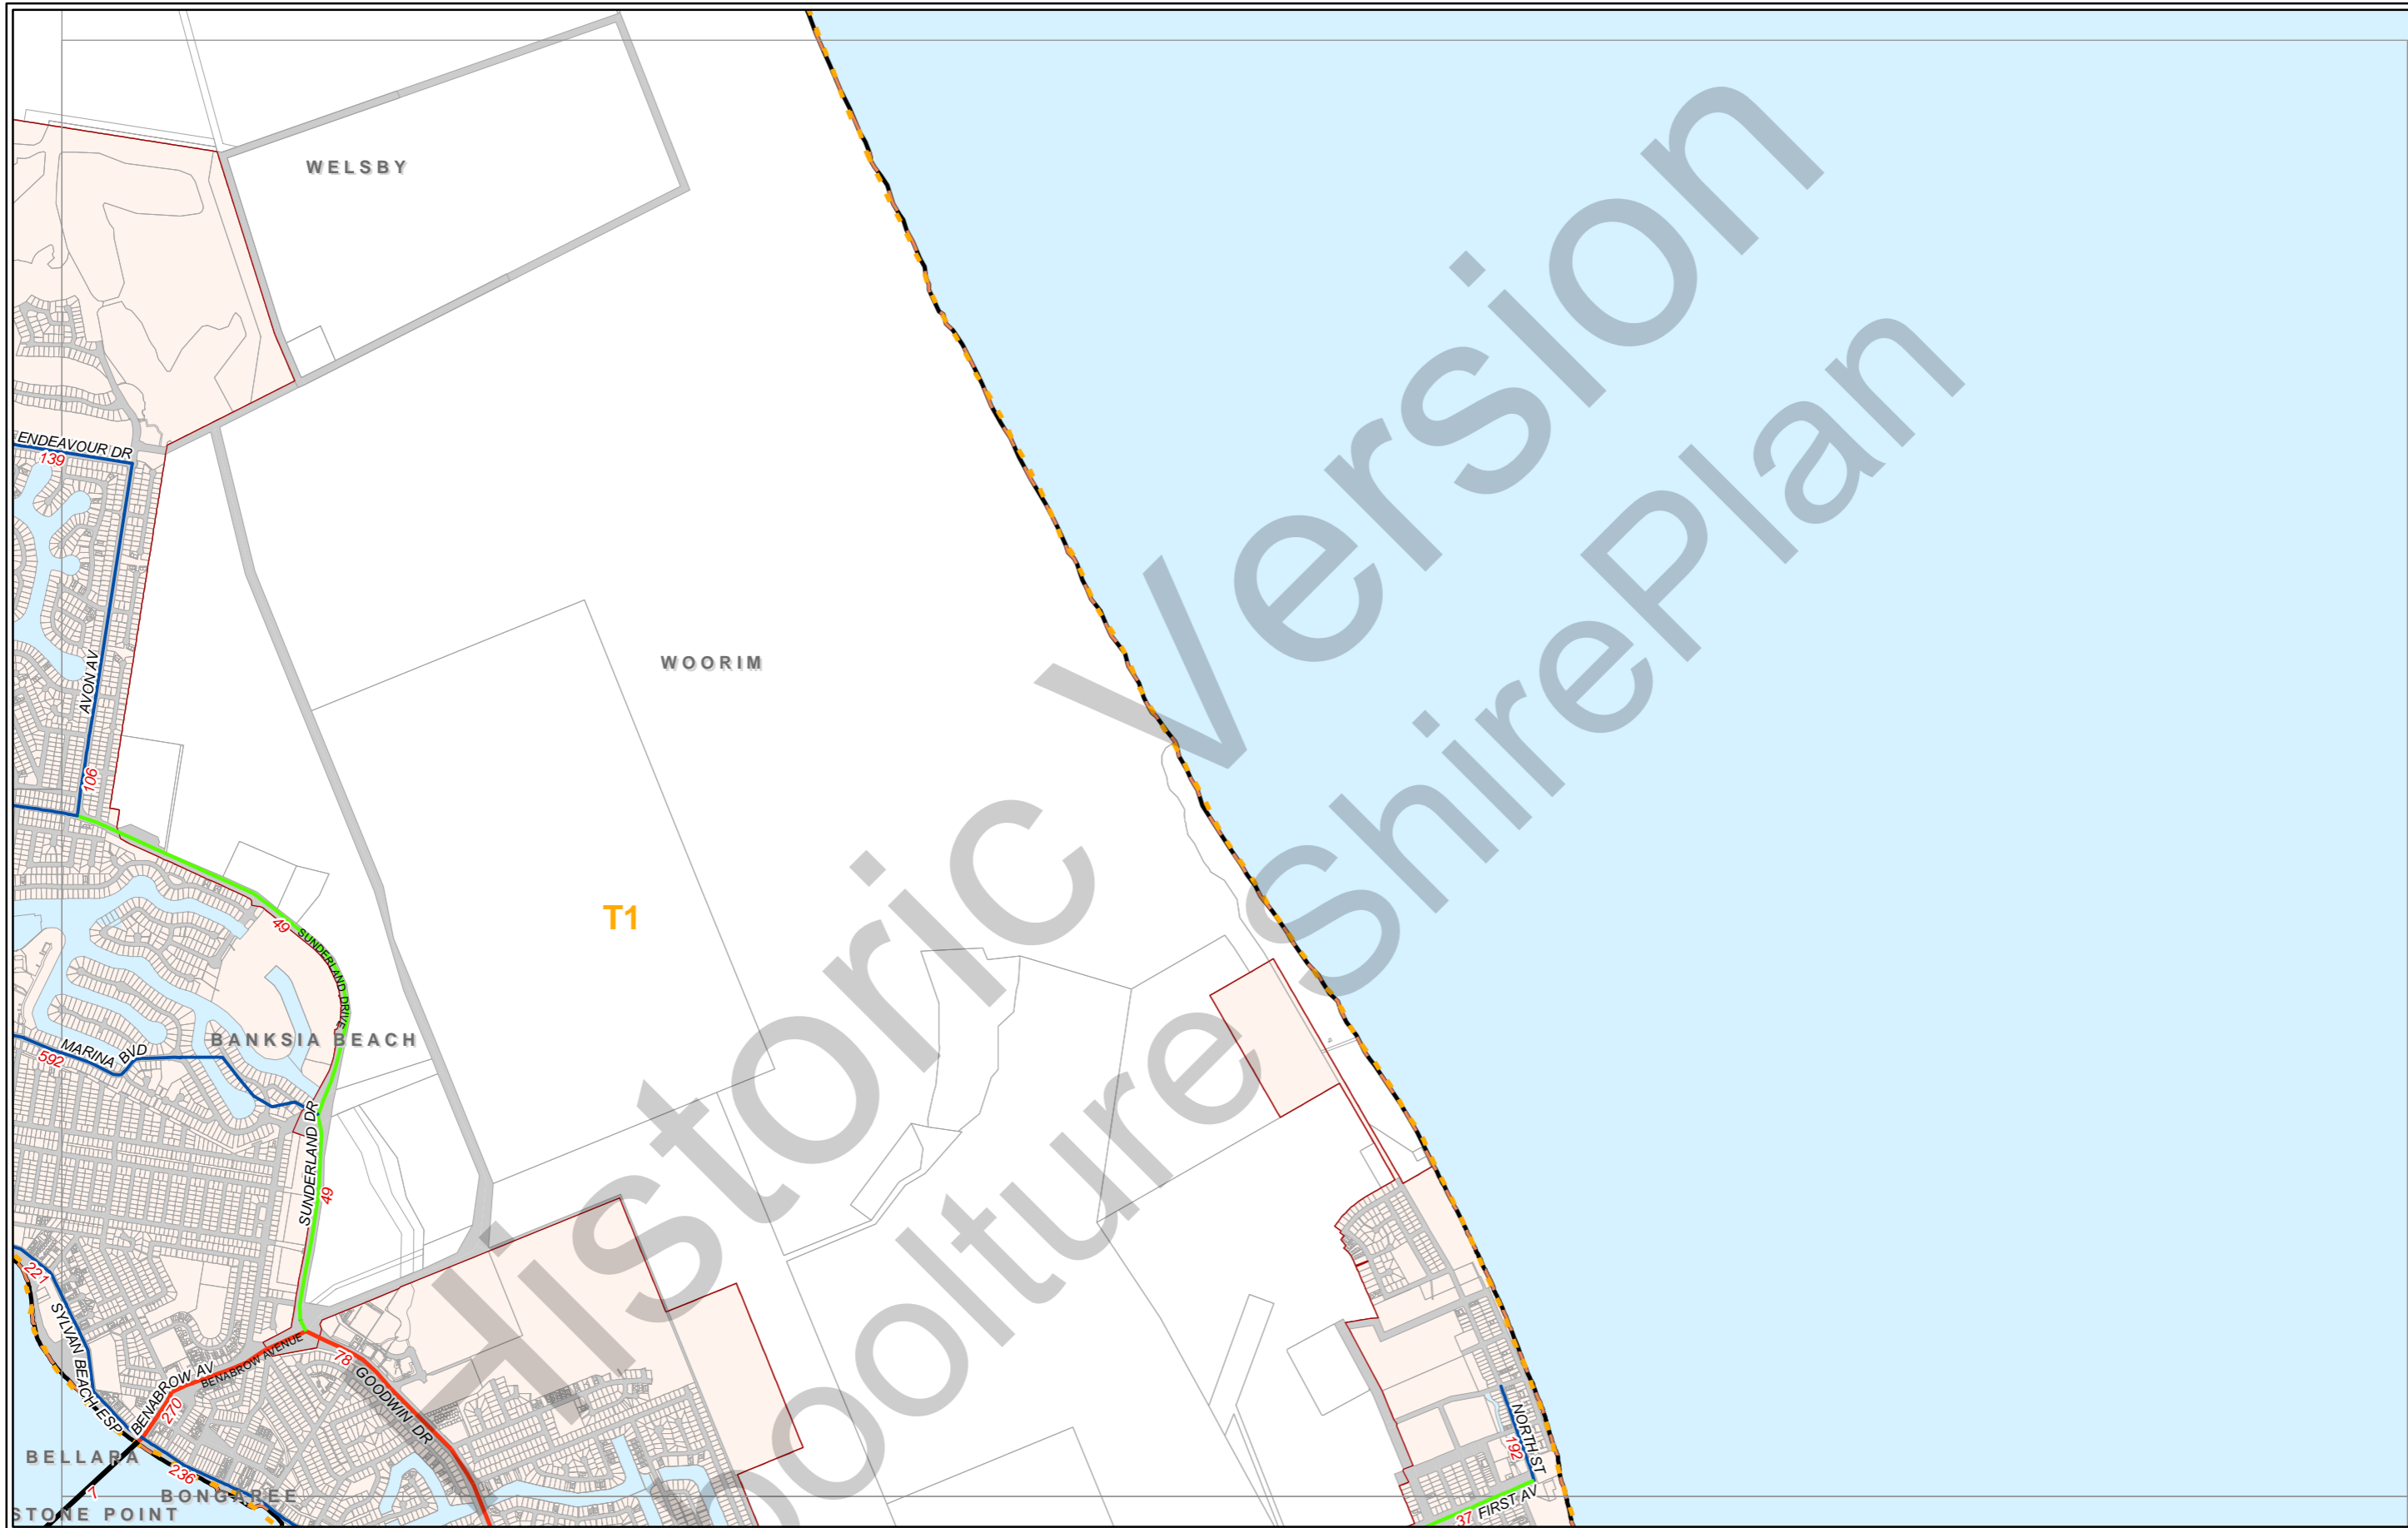 WELSBY
ENDEAVOUR DR
139
AVON AV
106
WOORIM
T1
49
SUNDERLAND DRIVE
BANKSIA BEACH
MARINA BVD
592
SUNDERLAND DR
49
221
SYLVAN BEACH ESP
BENABROW AV
BENABROW AVENUE
270
78
GOODWIN DR
NORTH ST
192
BELLARA
236
7
BONGAREE
STONE POINT
37
FIRST AV
Historic Version
oolture ShirePlan